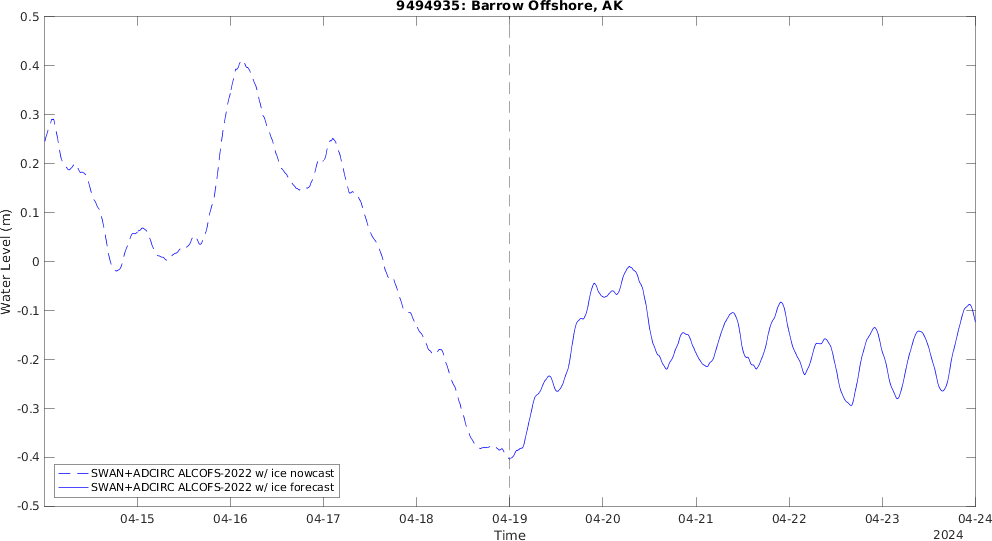 9494935: Barrow Offshore, AK
0.5
0.4
0.3
0.2
0.1
0
-0.1
-0.2
-0.3
-0.4
-0.5
Water Level (m)
SWAN+ADCIRC ALCOFS-2022 w/ ice nowcast
SWAN+ADCIRC ALCOFS-2022 w/ ice forecast
04-15 04-16 04-17 04-18 04-19 04-20 04-21 04-22 04-23 04-24
Time
2024